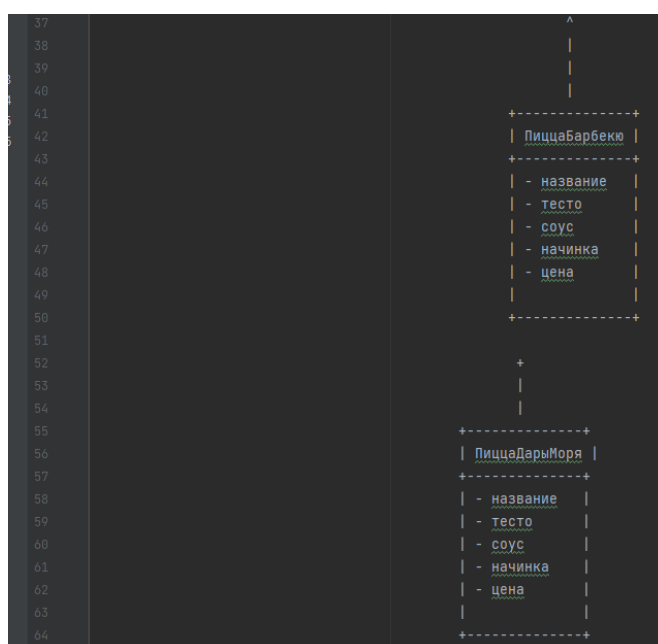 37 ^
38 |
39 |
40 |
41 +--------------+
42 | ПиццаБарбекю |
43 +--------------+
44 | - название |
45 | - тесто |
46 | - соус |
47 | - начинка |
48 | - цена |
49 | |
50 +--------------+
51
52 +
53 |
54 |
55 +--------------+
56 | ПиццаДарыМоря |
57 +--------------+
58 | - название |
59 | - тесто |
60 | - соус |
61 | - начинка |
62 | - цена |
63 | |
64 +--------------+